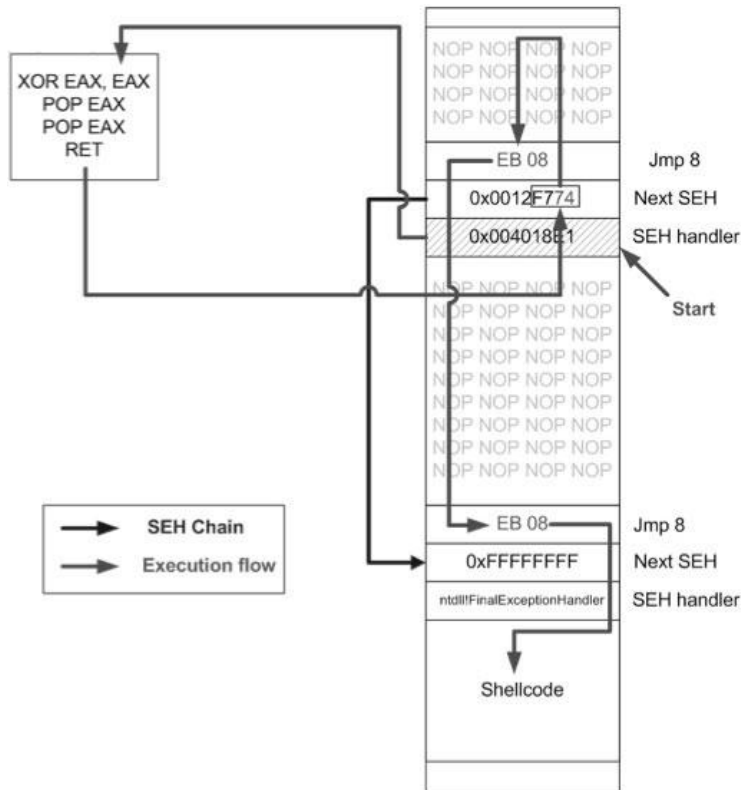 XOR EAX, EAX
POP EAX
POP EAX
RET
NOP NOP NOP NOP
NOP NOP NOP NOP
NOP NOP NOP NOP
NOP NOP NOP NOP
EB 08
Jmp 8
0x0012F774
Next SEH
0x004018E1
SEH handler
Start
NOP NOP NOP NOP
NOP NOP NOP NOP
NOP NOP NOP NOP
NOP NOP NOP NOP
NOP NOP NOP NOP
NOP NOP NOP NOP
NOP NOP NOP NOP
NOP NOP NOP NOP
NOP NOP NOP NOP
EB 08
Jmp 8
SEH Chain
Execution flow
0xFFFFFFFF
Next SEH
ntdll!FinalExceptionHandler
SEH handler
Shellcode